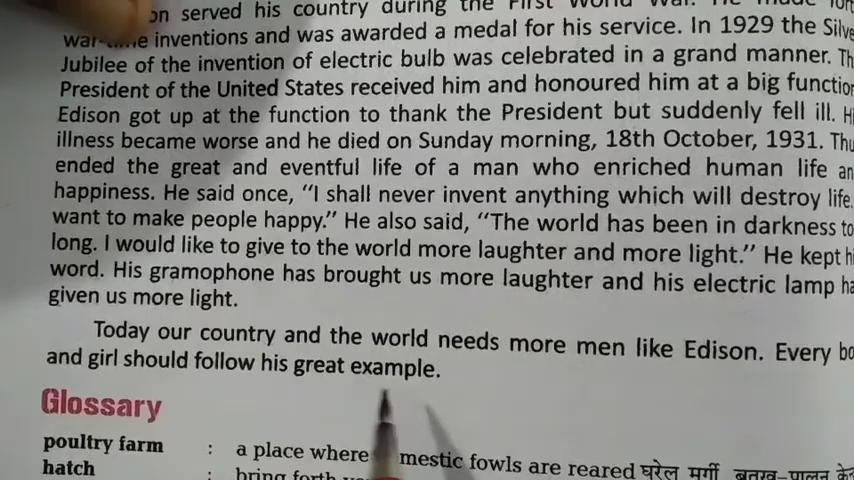 on served his country during the First World War. He made
war-time inventions and was awarded a medal for his service. In 1929 the Silve
Jubilee of the invention of electric bulb was celebrated in a grand manner. Th
President of the United States received him and honoured him at a big function
Edison got up at the function to thank the President but suddenly fell ill. Hi
illness became worse and he died on Sunday morning, 18th October, 1931. Thu
ended the great and eventful life of a man who enriched human life an
happiness. He said once, “I shall never invent anything which will destroy life.
want to make people happy.” He also said, “The world has been in darkness to
long. I would like to give to the world more laughter and more light.” He kept hi
word. His gramophone has brought us more laughter and his electric lamp ha
given us more light.
Today our country and the world needs more men like Edison. Every bo
and girl should follow his great example.
Glossary
poultry farm : a place where mestic fowls are reared घरेलू मुर्गी बतख-पालन
hatch : bring forth